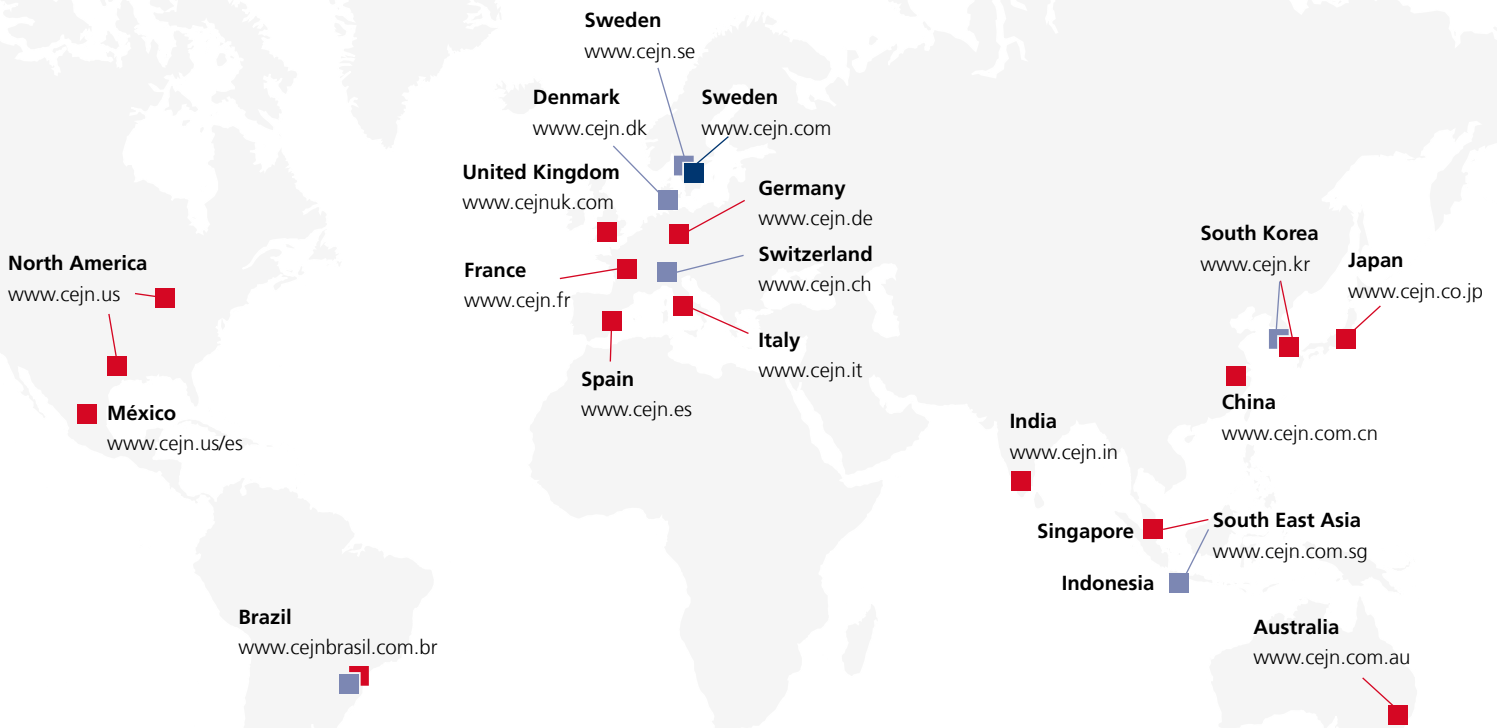 Sweden
www.cejn.se
Denmark
www.cejn.dk
Sweden
www.cejn.com
United Kingdom
www.cejnuk.com
Germany
www.cejn.de
North America
www.cejn.us
France
www.cejn.fr
Switzerland
www.cejn.ch
South Korea
www.cejn.kr
Japan
www.cejn.co.jp
Italy
www.cejn.it
Spain
www.cejn.es
México
www.cejn.us/es
China
www.cejn.com.cn
India
www.cejn.in
Singapore
South East Asia
www.cejn.com.sg
Indonesia
Brazil
www.cejnbrasil.com.br
Australia
www.cejn.com.au